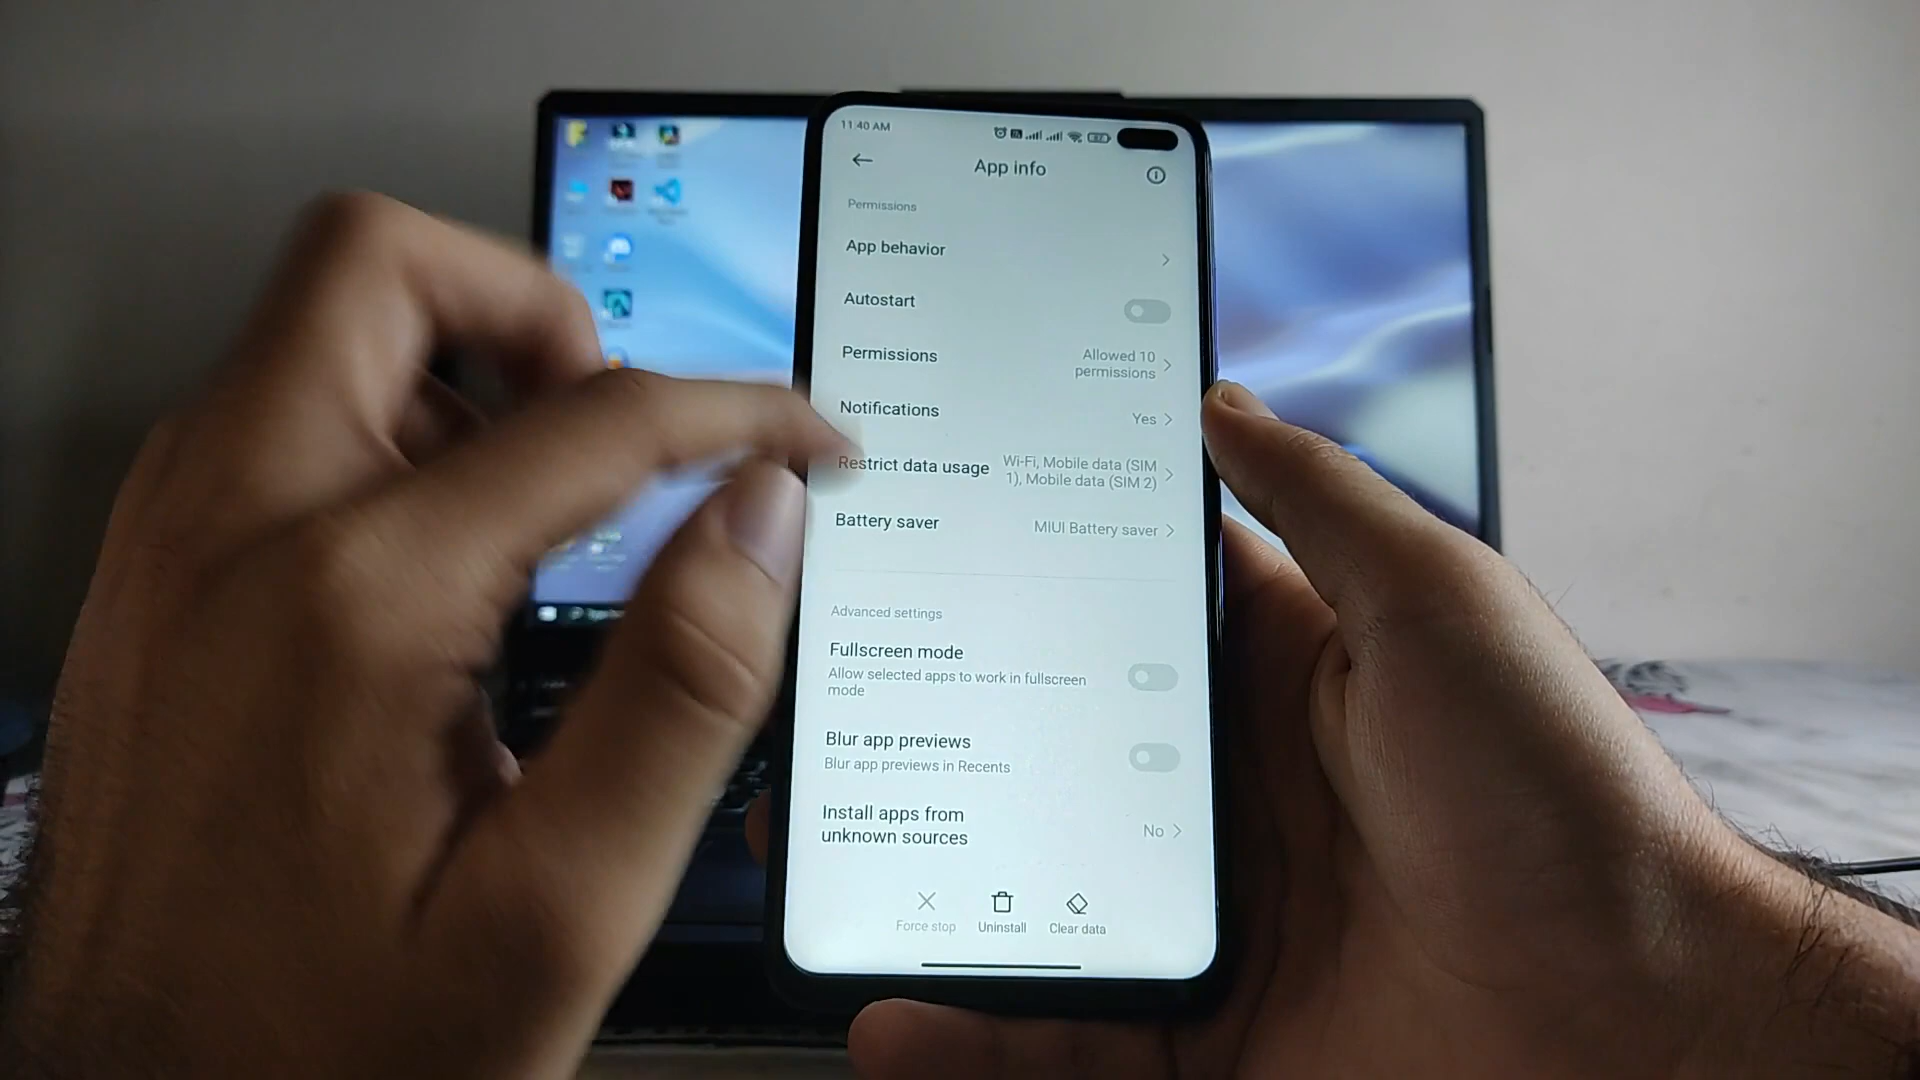 11:40 AM
App info
Permissions
App behavior
Autostart
Permissions
Allowed 10
permissions
Notifications
Yes
Restrict data usage
Wi-Fi, Mobile data (SIM
1), Mobile data (SIM 2)
Battery saver
MIUI Battery saver
Advanced settings
Fullscreen mode
Allow selected apps to work in fullscreen
mode
Blur app previews
Blur app previews in Recents
Install apps from
unknown sources
No
Force stop
Uninstall
Clear data